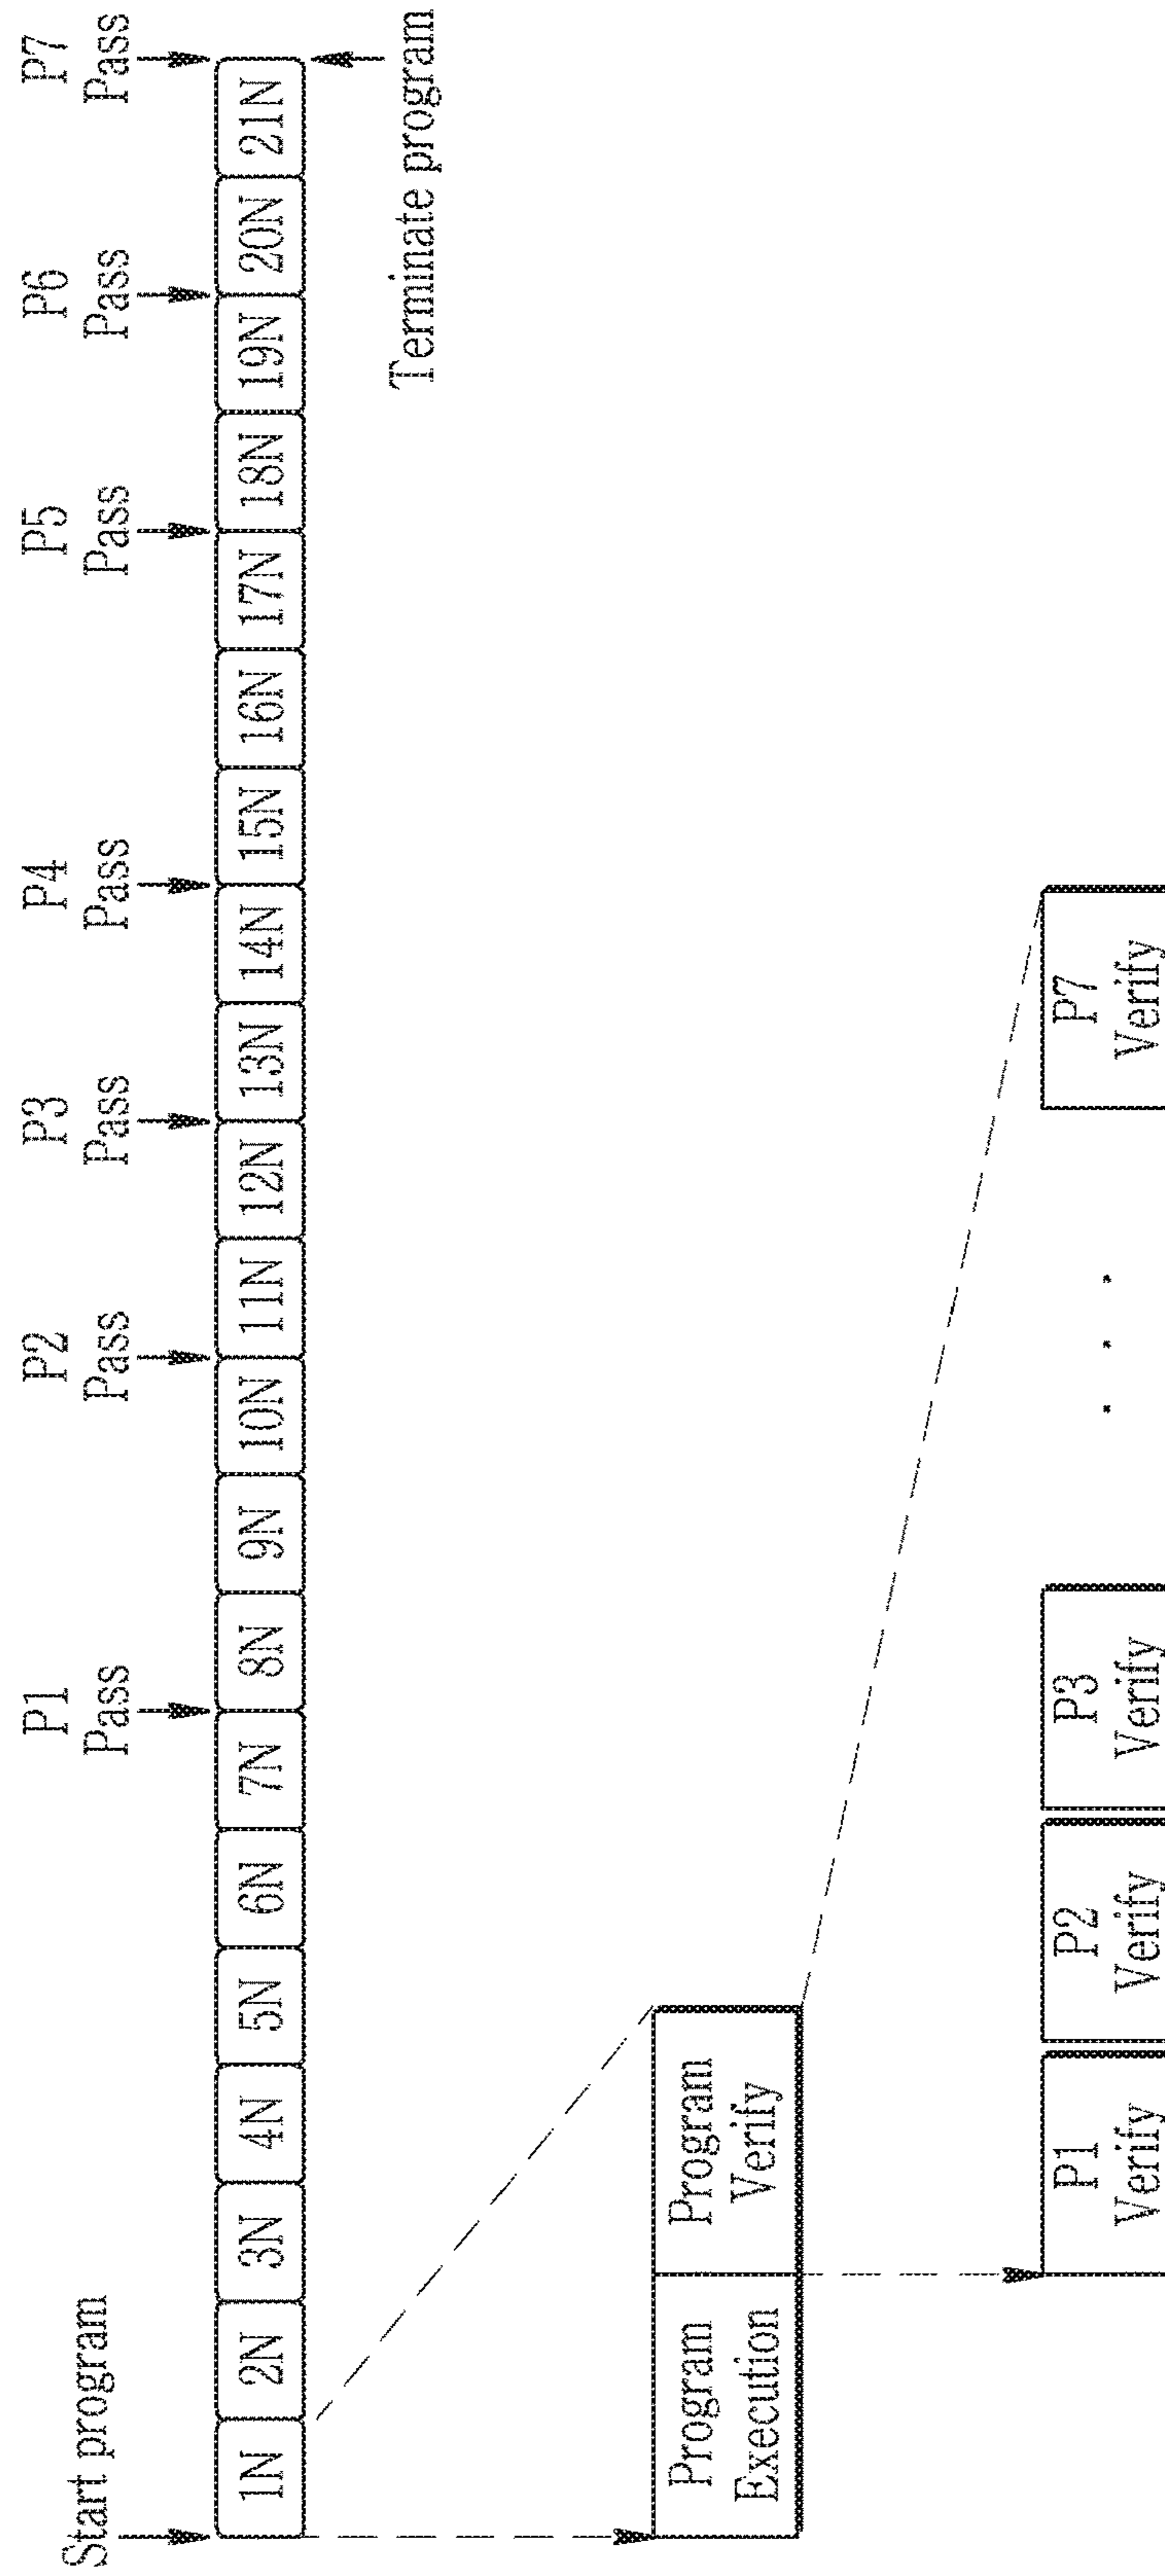 Start program
P1
Pass
P2
Pass
P3
Pass
P4
Pass
P5
Pass
P6
Pass
P7
Pass
1N
2N
3N
4N
5N
6N
7N
8N
9N
10N
11N
12N
13N
14N
15N
16N
17N
18N
19N
20N
21N
Terminate program
Program
Execution
Program
Verify
P1
Verify
P2
Verify
P3
Verify
. . .
P7
Verify